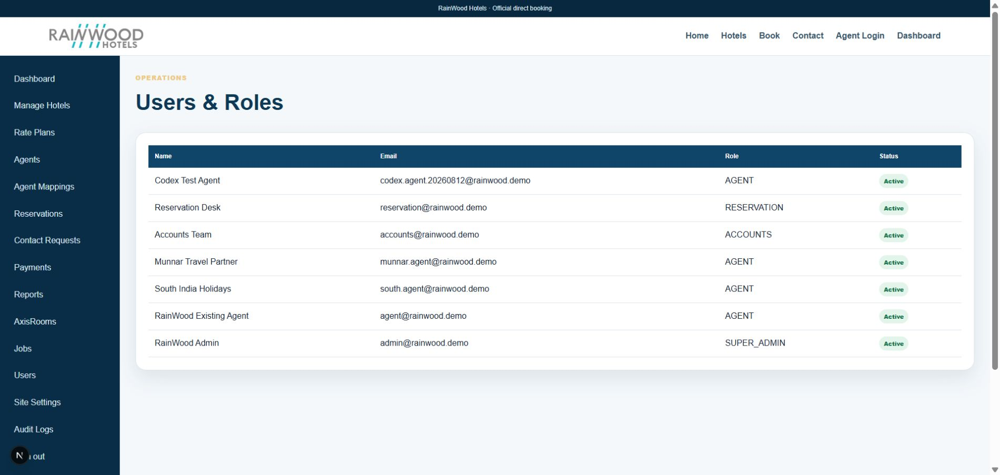 RainWood Hotels · Official direct booking
RAINWOOD
HOTELS
Home Hotels Book Contact Agent Login Dashboard
Dashboard
Manage Hotels
Rate Plans
Agents
Agent Mappings
Reservations
Contact Requests
Payments
Reports
AxisRooms
Jobs
Users
Site Settings
Audit Logs
N
out
OPERATIONS
Users & Roles
Name Email Role Status
Codex Test Agent codex.agent.20260812@rainwood.demo AGENT Active
Reservation Desk reservation@rainwood.demo RESERVATION Active
Accounts Team accounts@rainwood.demo ACCOUNTS Active
Munnar Travel Partner munnar.agent@rainwood.demo AGENT Active
South India Holidays south.agent@rainwood.demo AGENT Active
RainWood Existing Agent agent@rainwood.demo AGENT Active
RainWood Admin admin@rainwood.demo SUPER_ADMIN Active